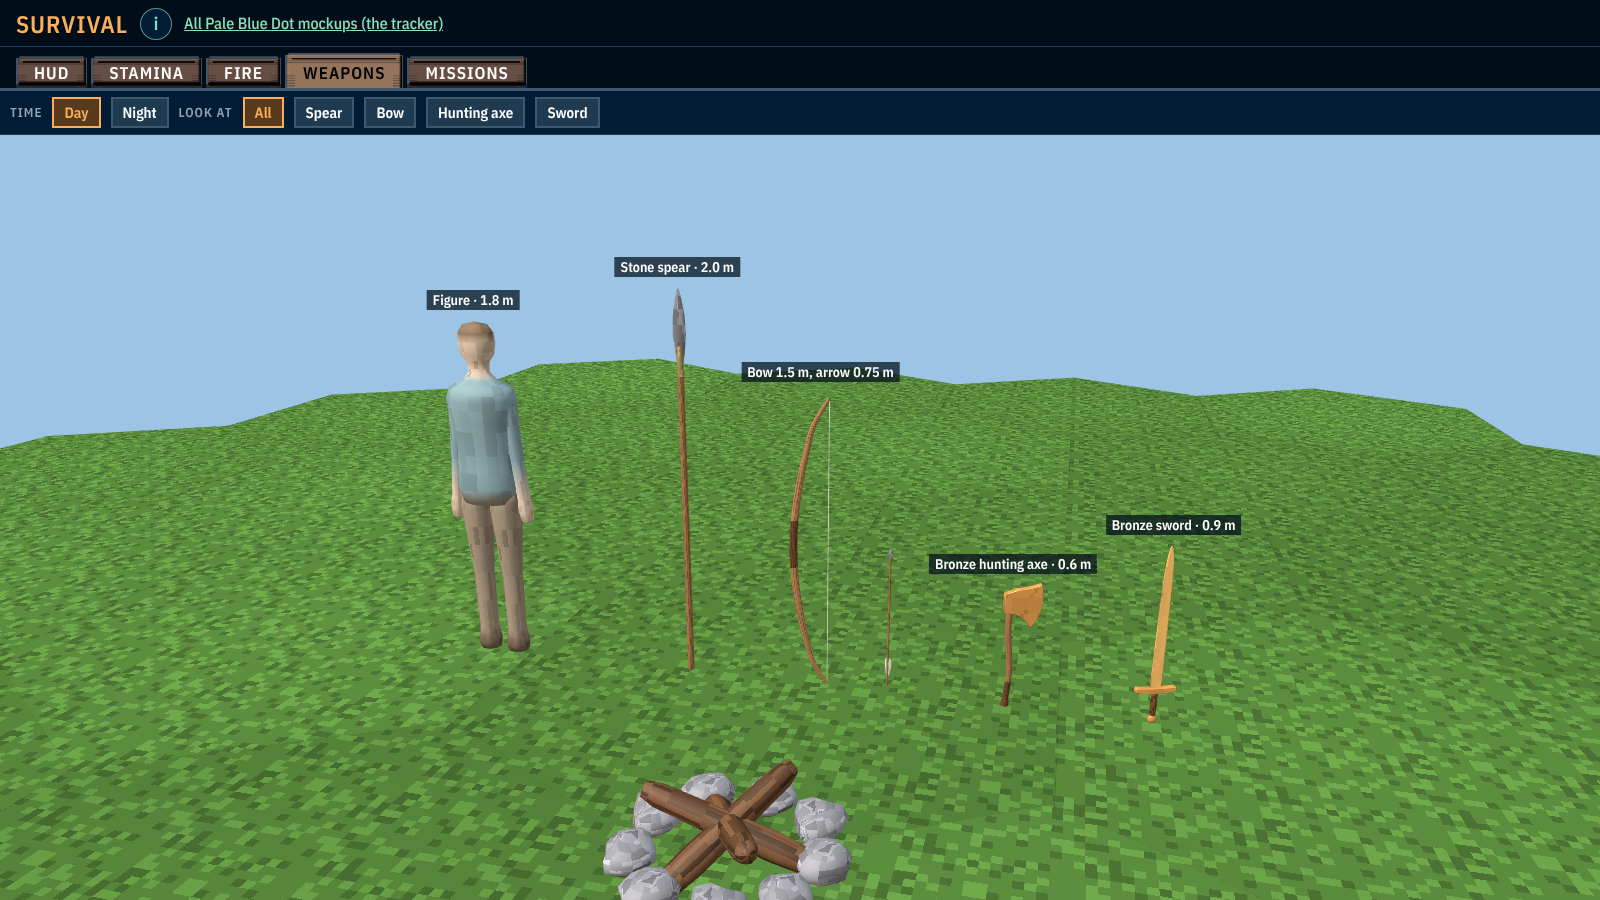 SURVIVAL i All Pale Blue Dot mockups (the tracker)
HUD STAMINA FIRE WEAPONS MISSIONS
TIME Day Night LOOK AT All Spear Bow Hunting axe Sword
Stone spear · 2.0 m
Figure · 1.8 m
Bow 1.5 m, arrow 0.75 m
Bronze sword · 0.9 m
Bronze hunting axe · 0.6 m